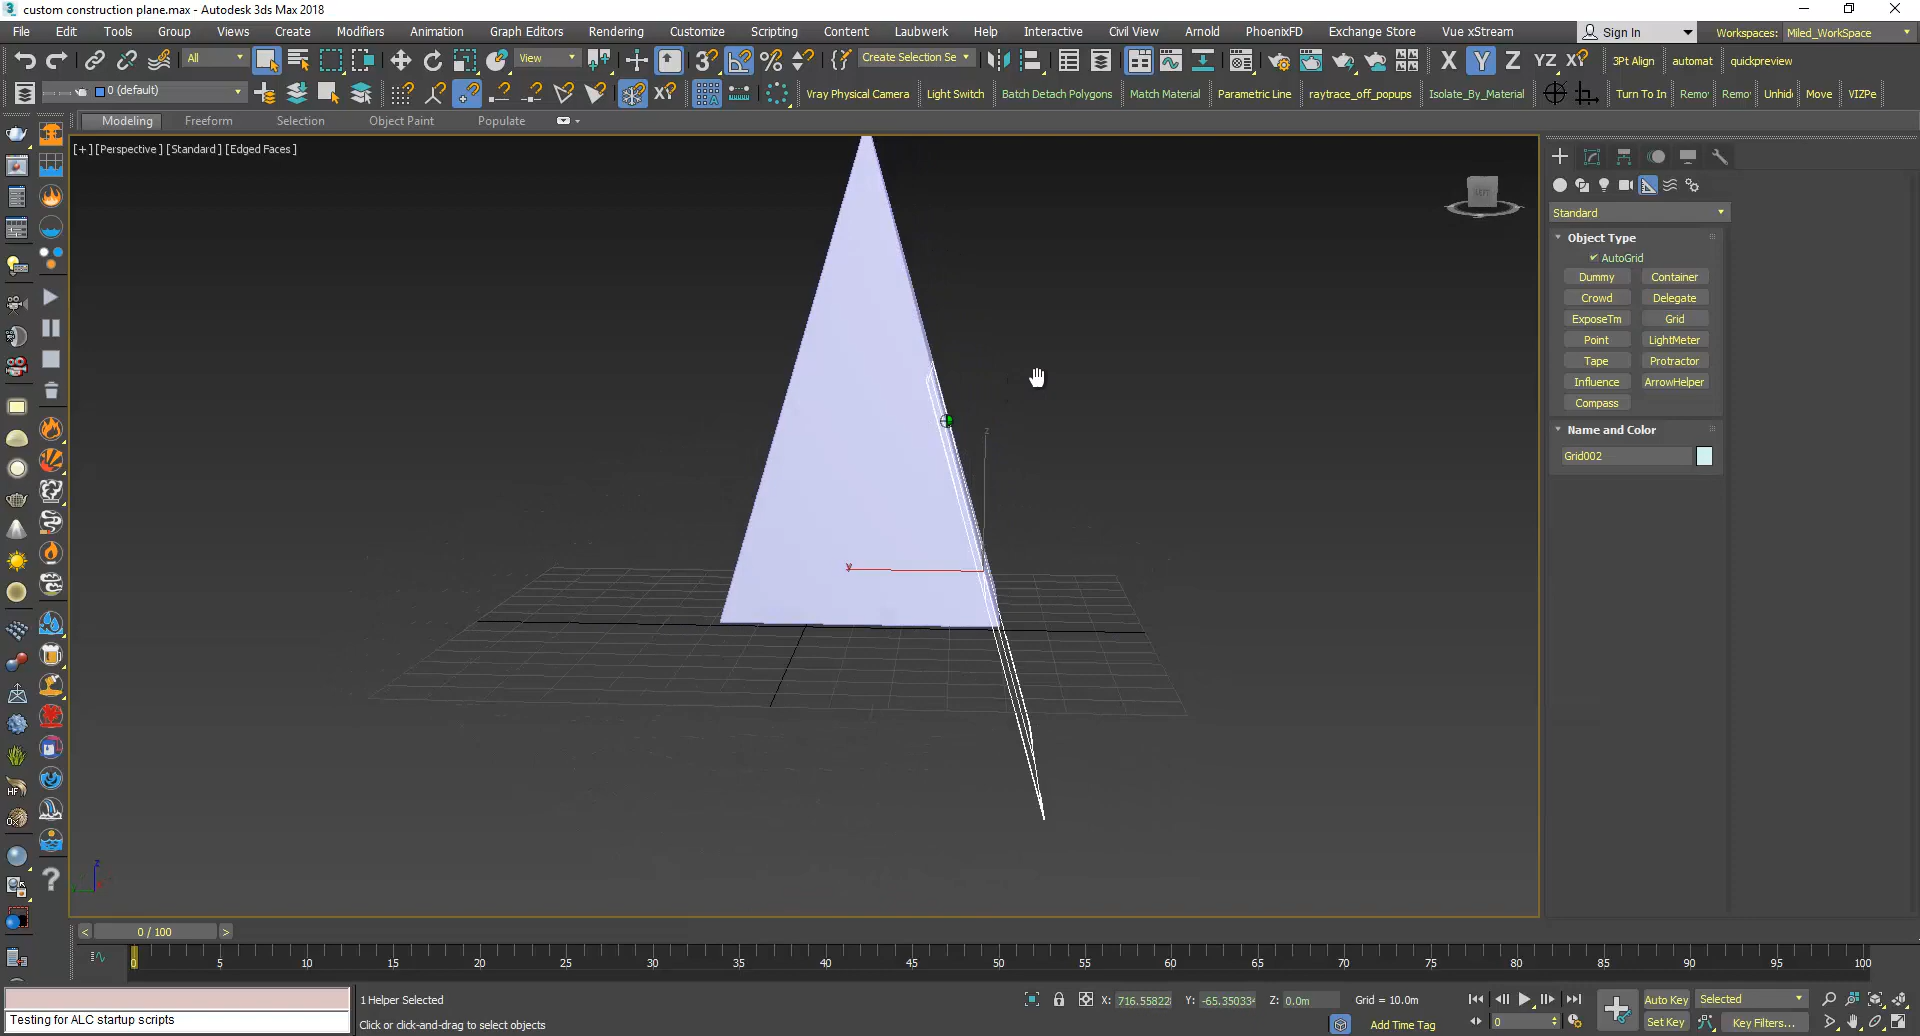 custom construction plane.max - Autodesk 3ds Max 2018
File Edit Tools Group Views Create Modifiers Animation Graph Editors Rendering Customize Scripting Content Laubwerk Help Interactive Civil View Arnold PhoenixFD Exchange Store Vue xStream Sign In Workspaces: Miled_WorkSpace
All View Create Selection Se X Y Z YZ 3Pt Align automat quickpreview
0 (default) Vray Physical Camera Light Switch Batch Detach Polygons Match Material Parametric Line raytrace_off_popups Isolate_By_Material Turn To In Remo Remo Unhid Move VIZPe
Modeling Freeform Selection Object Paint Populate
[+] [Perspective ] [Standard ] [Edged Faces ]
LEFT
Standard
Object Type
AutoGrid
Dummy Container
Crowd Delegate
ExposeTm Grid
Point LightMeter
Tape Protractor
Influence ArrowHelper
Compass
Name and Color
Grid002
z
y
z
HF
< 0 / 100 >
0 5 10 15 20 25 30 35 40 45 50 55 60 65 70 75 80 85 90 95 100
1 Helper Selected X: 716.55822 Y: -65.35033 Z: 0.0m Grid = 10.0m Auto Key Selected
Testing for ALC startup scripts Click or click-and-drag to select objects Add Time Tag 0 Set Key Key Filters...